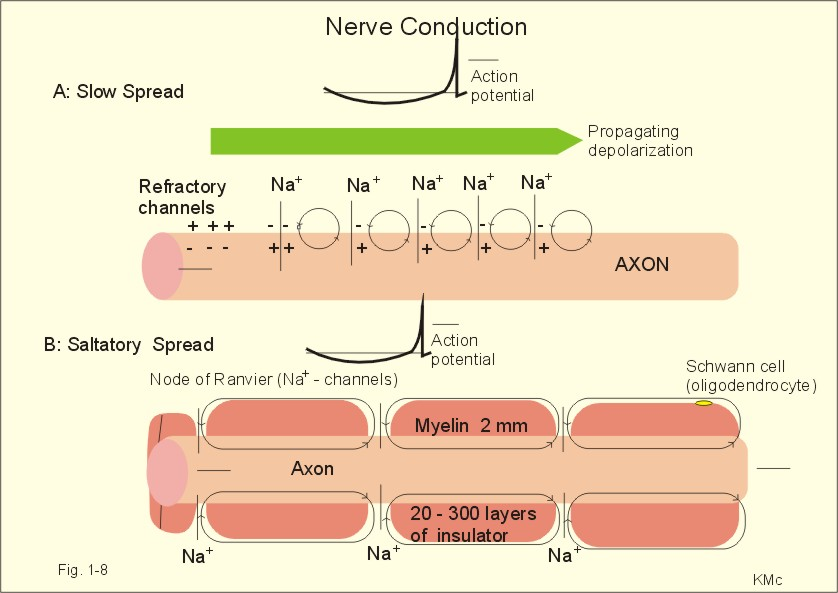 Nerve Conduction
Action
potential
A: Slow Spread
Propagating
depolarization
Refractory
channels
Na+ Na+ Na+ Na+ Na+
+ + + - - - - - -
- - - + + + + + +
AXON
Action
potential
B: Saltatory Spread
Schwann cell
(oligodendrocyte)
Node of Ranvier (Na+ - channels)
Myelin 2 mm
Axon
20 - 300 layers
of insulator
Na+ Na+ Na+
Fig. 1-8
KMc